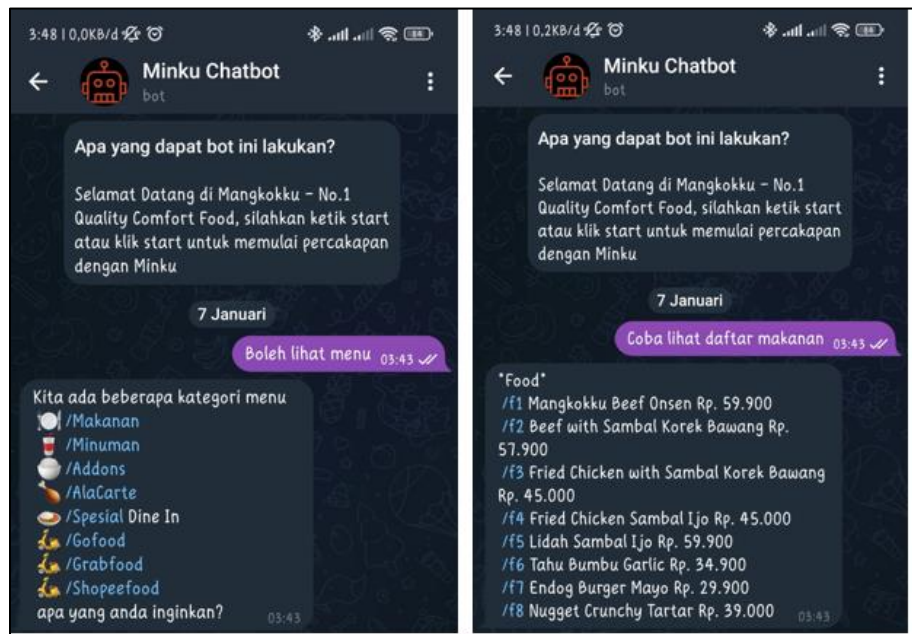 3:48 | 0,0KB/d
84
Minku Chatbot
bot
Apa yang dapat bot ini lakukan?
Selamat Datang di Mangkokku – No.1
Quality Comfort Food, silahkan ketik start
atau klik start untuk memulai percakapan
dengan Minku
7 Januari
Boleh lihat menu 03:43
Kita ada beberapa kategori menu
/Makanan
/Minuman
/Addons
/AlaCarte
/Spesial Dine In
/Gofood
/Grabfood
/Shopeefood
apa yang anda inginkan? 03:43
3:48 | 0,2KB/d
84
Minku Chatbot
bot
Apa yang dapat bot ini lakukan?
Selamat Datang di Mangkokku – No.1
Quality Comfort Food, silahkan ketik start
atau klik start untuk memulai percakapan
dengan Minku
7 Januari
Coba lihat daftar makanan 03:43
*Food*
/f1 Mangkokku Beef Onsen Rp. 59.900
/f2 Beef with Sambal Korek Bawang Rp.
57.900
/f3 Fried Chicken with Sambal Korek Bawang
Rp. 45.000
/f4 Fried Chicken Sambal Ijo Rp. 45.000
/f5 Lidah Sambal Ijo Rp. 59.900
/f6 Tahu Bumbu Garlic Rp. 34.900
/f7 Endog Burger Mayo Rp. 29.900
/f8 Nugget Crunchy Tartar Rp. 39.000 03:43